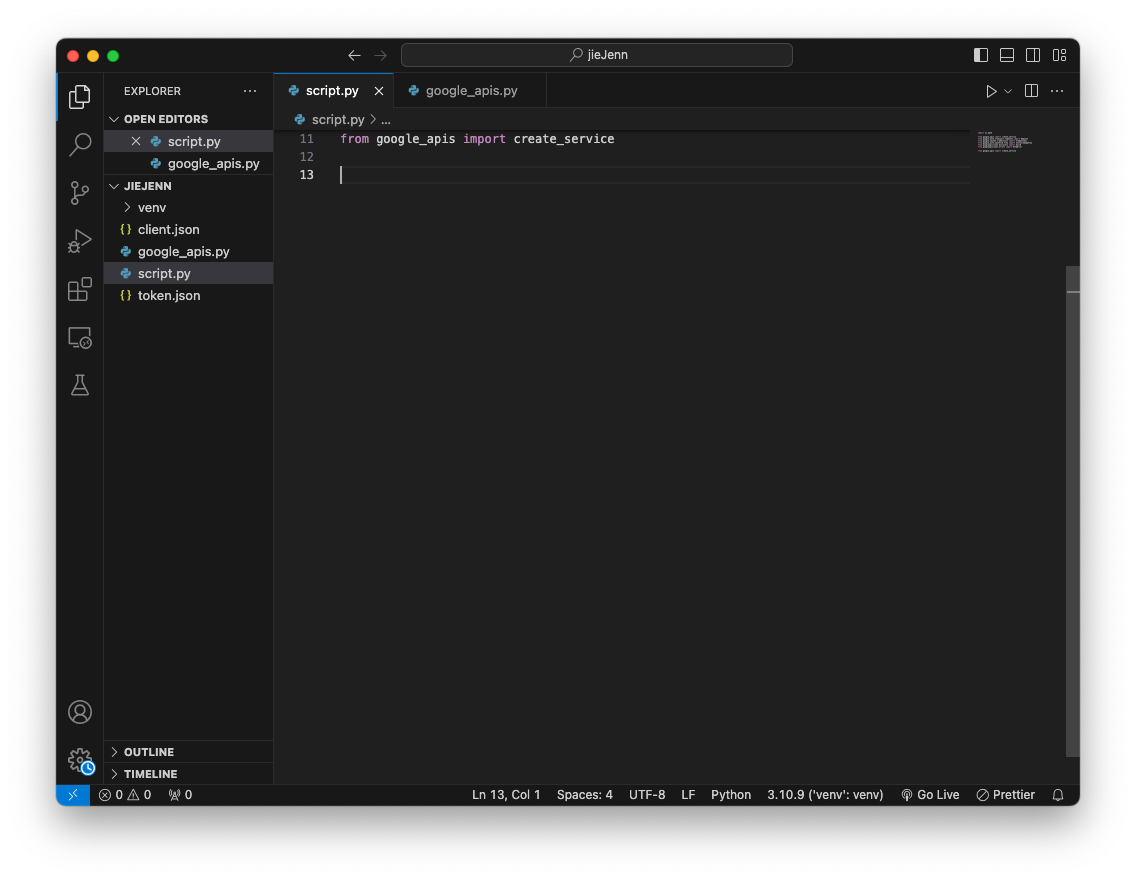 jieJenn
EXPLORER
script.py
google_apis.py
OPEN EDITORS
script.py > ...
script.py
google_apis.py
JIEJENN
venv
{} client.json
google_apis.py
script.py
{} token.json
11 from google_apis import create_service
12
13
OUTLINE
TIMELINE
0 0 0 Ln 13, Col 1 Spaces: 4 UTF-8 LF Python 3.10.9 ('venv': venv) Go Live Prettier